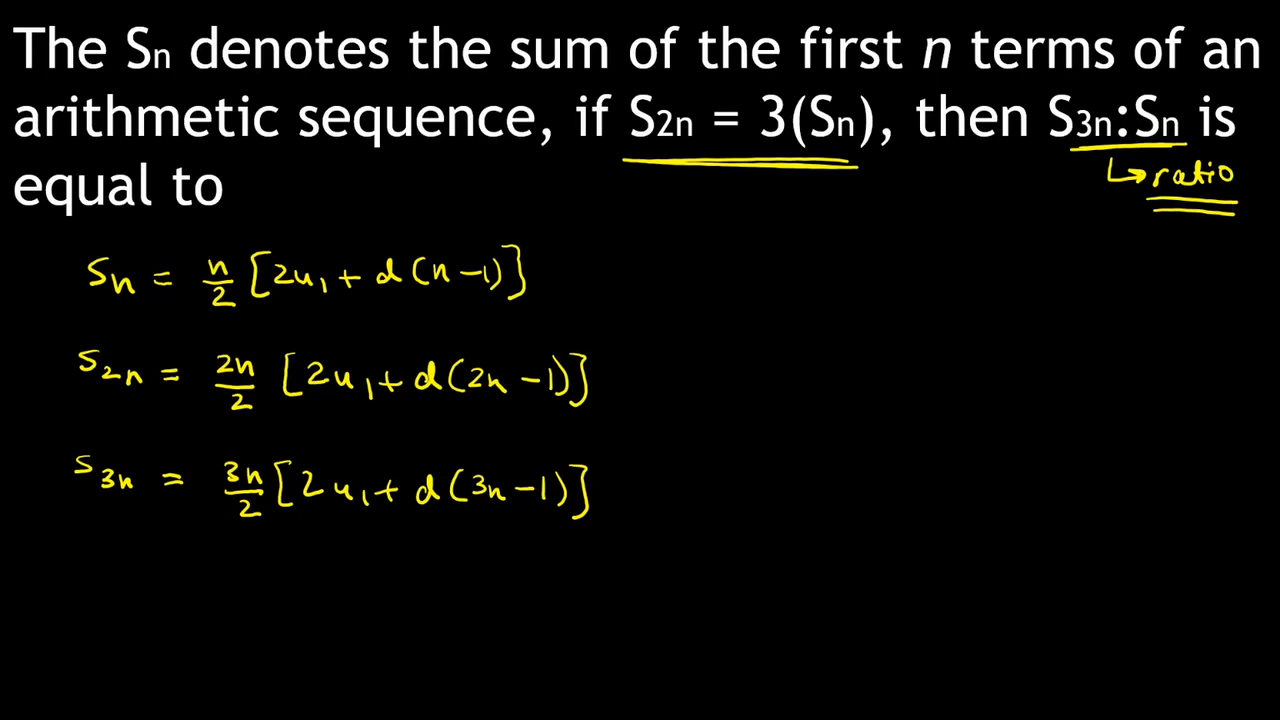 The Sn denotes the sum of the first n terms of an
arithmetic sequence, if S2n = 3(Sn), then S3n:Sn is
equal to
↳ ratio
Sn = n/2 [2u₁ + d(n-1)]
S2n = 2n/2 [2u₁ + d(2n-1)]
S3n = 3n/2 [2u₁ + d(3n-1)]